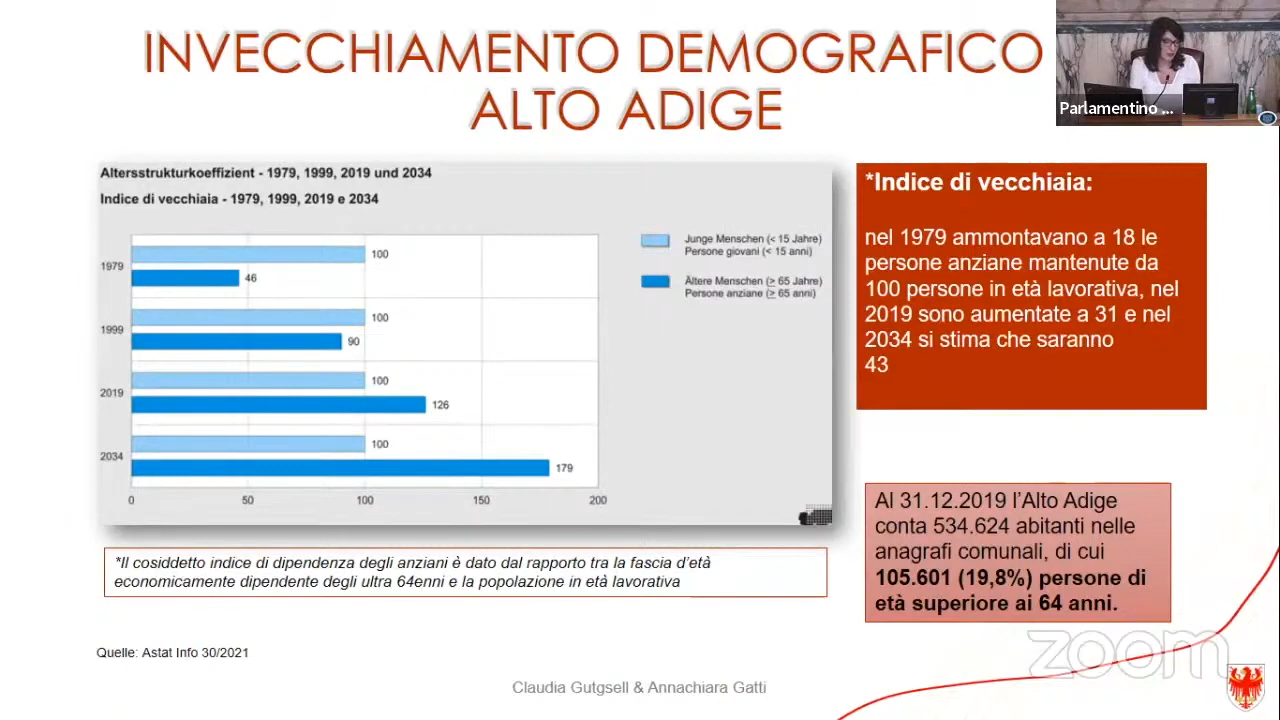 INVECCHIAMENTO DEMOGRAFICO
ALTO ADIGE
Parlamentino ...
Altersstrukturkoeffizient - 1979, 1999, 2019 und 2034
Indice di vecchiaia - 1979, 1999, 2019 e 2034
1979
100
46
1999
100
90
2019
100
126
2034
100
179
0 50 100 150 200
Junge Menschen (< 15 Jahre)
Persone giovani (< 15 anni)
Ältere Menschen (≥ 65 Jahre)
Persone anziane (≥ 65 anni)
*Indice di vecchiaia:
nel 1979 ammontavano a 18 le
persone anziane mantenute da
100 persone in età lavorativa, nel
2019 sono aumentate a 31 e nel
2034 si stima che saranno
43
*Il cosiddetto indice di dipendenza degli anziani è dato dal rapporto tra la fascia d'età
economicamente dipendente degli ultra 64enni e la popolazione in età lavorativa
Al 31.12.2019 l'Alto Adige
conta 534.624 abitanti nelle
anagrafi comunali, di cui
105.601 (19,8%) persone di
età superiore ai 64 anni.
Quelle: Astat Info 30/2021
Claudia Gutgsell & Annachiara Gatti
zoom